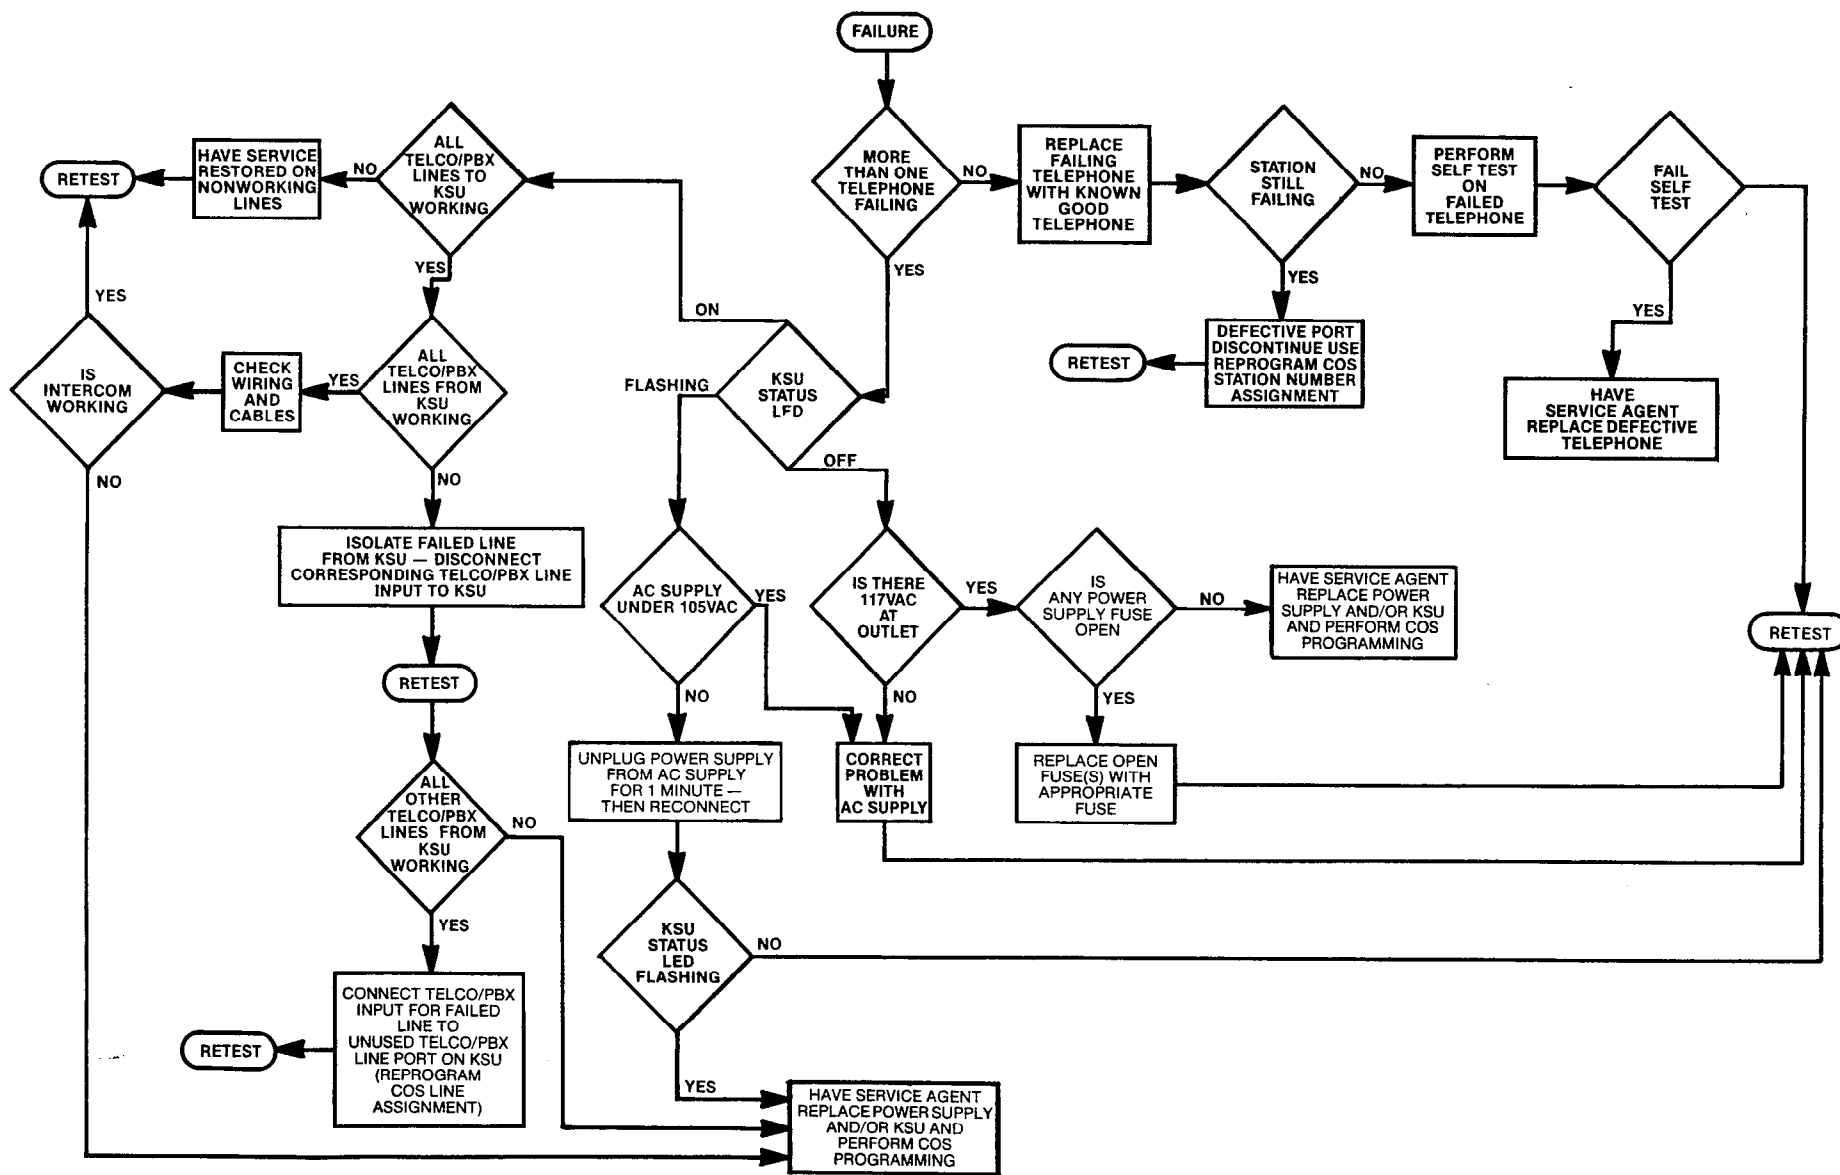 FAILURE
MORE
THAN ONE
TELEPHONE
FAILING
NO
REPLACE
FAILING
TELEPHONE
WITH KNOWN
GOOD
TELEPHONE
STATION
STILL
FAILING
NO
PERFORM
SELF TEST
ON
FAILED
TELEPHONE
FAIL
SELF
TEST
YES
HAVE
SERVICE AGENT
REPLACE DEFECTIVE
TELEPHONE
YES
DEFECTIVE PORT
DISCONTINUE USE
REPROGRAM COS
STATION NUMBER
ASSIGNMENT
RETEST
YES
KSU
STATUS
LFD
ON
FLASHING
OFF
ALL
TELCO/PBX
LINES TO
KSU
WORKING
NO
HAVE SERVICE
RESTORED ON
NONWORKING
LINES
RETEST
YES
ALL
TELCO/PBX
LINES FROM
KSU
WORKING
YES
CHECK
WIRING
AND
CABLES
IS
INTERCOM
WORKING
YES
NO
NO
ISOLATE FAILED LINE
FROM KSU — DISCONNECT
CORRESPONDING TELCO/PBX LINE
INPUT TO KSU
RETEST
ALL
OTHER
TELCO/PBX
LINES FROM
KSU
WORKING
NO
YES
CONNECT TELCO/PBX
INPUT FOR FAILED
LINE TO
UNUSED TELCO/PBX
LINE PORT ON KSU
(REPROGRAM
COS LINE
ASSIGNMENT)
RETEST
AC SUPPLY
UNDER 105VAC
YES
NO
UNPLUG POWER SUPPLY
FROM AC SUPPLY
FOR 1 MINUTE —
THEN RECONNECT
KSU
STATUS
LED
FLASHING
NO
YES
HAVE SERVICE AGENT
REPLACE POWER SUPPLY
AND/OR KSU AND
PERFORM COS
PROGRAMMING
IS THERE
117VAC
AT
OUTLET
YES
NO
CORRECT
PROBLEM
WITH
AC SUPPLY
IS
ANY POWER
SUPPLY FUSE
OPEN
NO
HAVE SERVICE AGENT
REPLACE POWER
SUPPLY AND/OR KSU
AND PERFORM COS
PROGRAMMING
YES
REPLACE OPEN
FUSE(S) WITH
APPROPRIATE
FUSE
RETEST